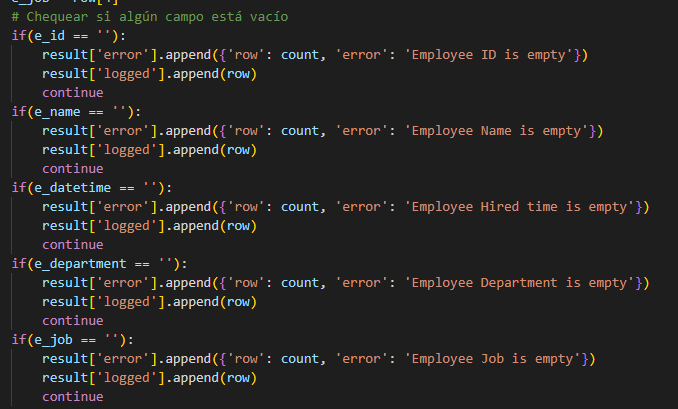 # Chequear si algún campo está vacío
if(e_id == ''):
    result['error'].append({'row': count, 'error': 'Employee ID is empty'})
    result['logged'].append(row)
    continue
if(e_name == ''):
    result['error'].append({'row': count, 'error': 'Employee Name is empty'})
    result['logged'].append(row)
    continue
if(e_datetime == ''):
    result['error'].append({'row': count, 'error': 'Employee Hired time is empty'})
    result['logged'].append(row)
    continue
if(e_department == ''):
    result['error'].append({'row': count, 'error': 'Employee Department is empty'})
    result['logged'].append(row)
    continue
if(e_job == ''):
    result['error'].append({'row': count, 'error': 'Employee Job is empty'})
    result['logged'].append(row)
    continue